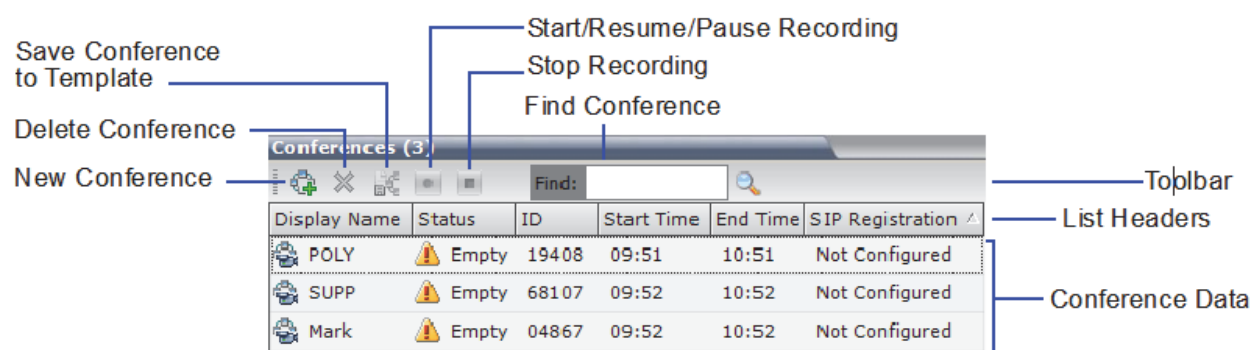 Start/Resume/Pause Recording
Save Conference
to Template
Stop Recording
Find Conference
Delete Conference
Conferences (3)
New Conference
Find:
Toolbar
Display Name Status ID Start Time End Time SIP Registration
List Headers
POLY Empty 19408 09:51 10:51 Not Configured
SUPP Empty 68107 09:52 10:52 Not Configured
Conference Data
Mark Empty 04867 09:52 10:52 Not Configured